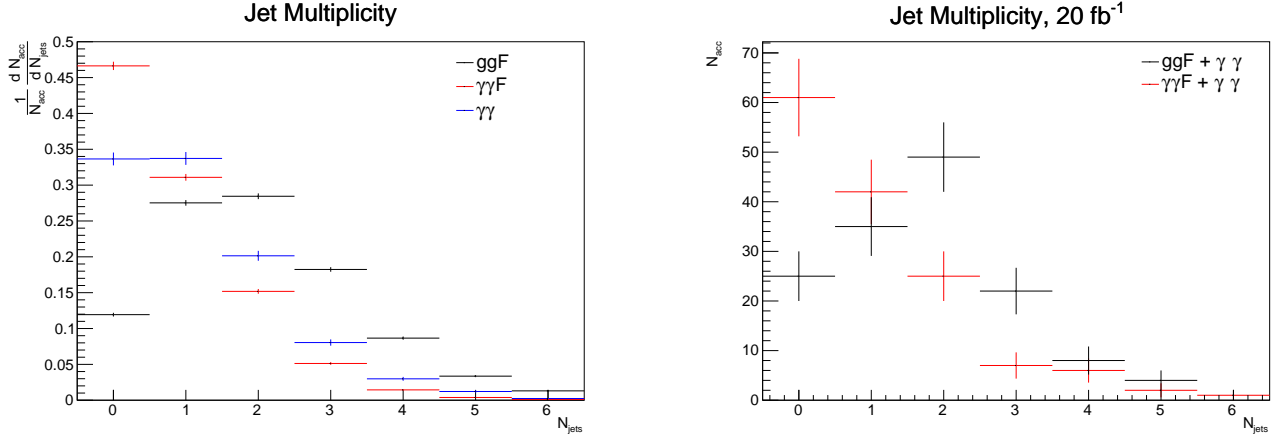 Jet Multiplicity
1/N_acc d N_acc/d N_jets
0.5
0.45
0.4
0.35
0.3
0.25
0.2
0.15
0.1
0.05
0
ggF
γγF
γγ
0 1 2 3 4 5 6
N_jets
Jet Multiplicity, 20 fb⁻¹
N_acc
70
60
50
40
30
20
10
0
ggF + γ γ
γγF + γ γ
0 1 2 3 4 5 6
N_jets